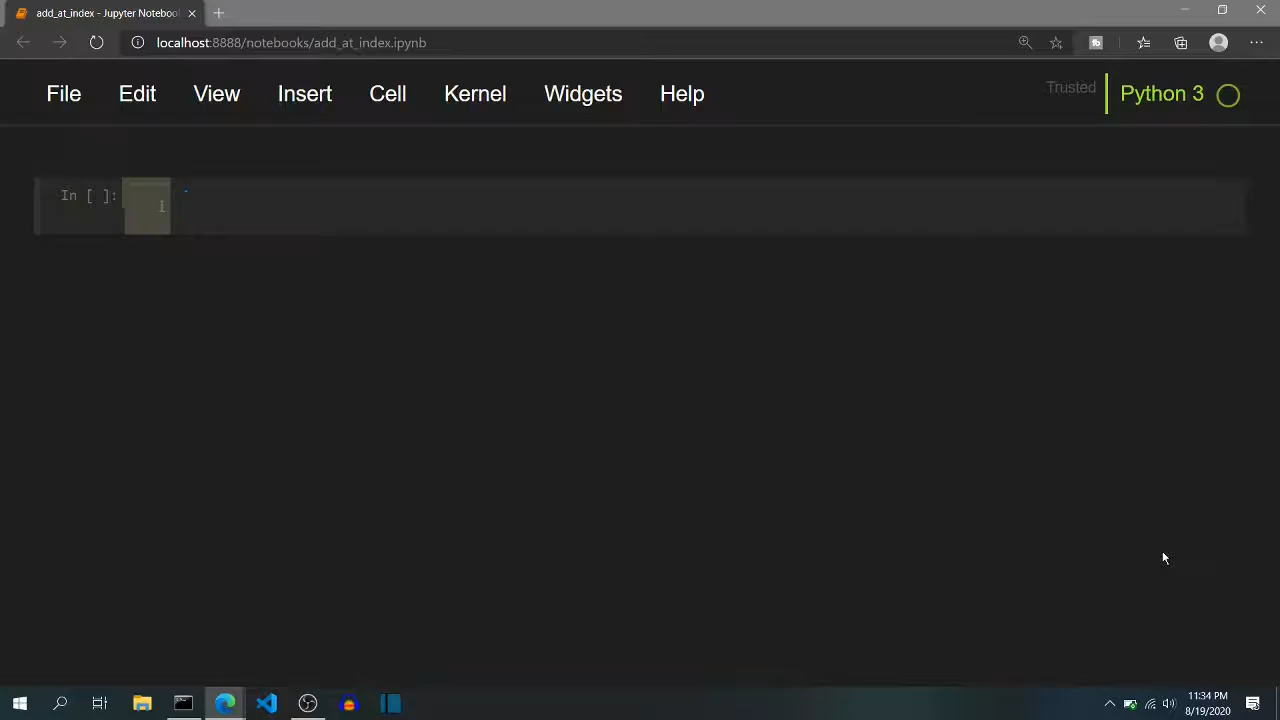 add_at_index - Jupyter Notebool
localhost:8888/notebooks/add_at_index.ipynb
File Edit View Insert Cell Kernel Widgets Help Trusted Python 3
In [ ]:
11:34 PM
8/19/2020